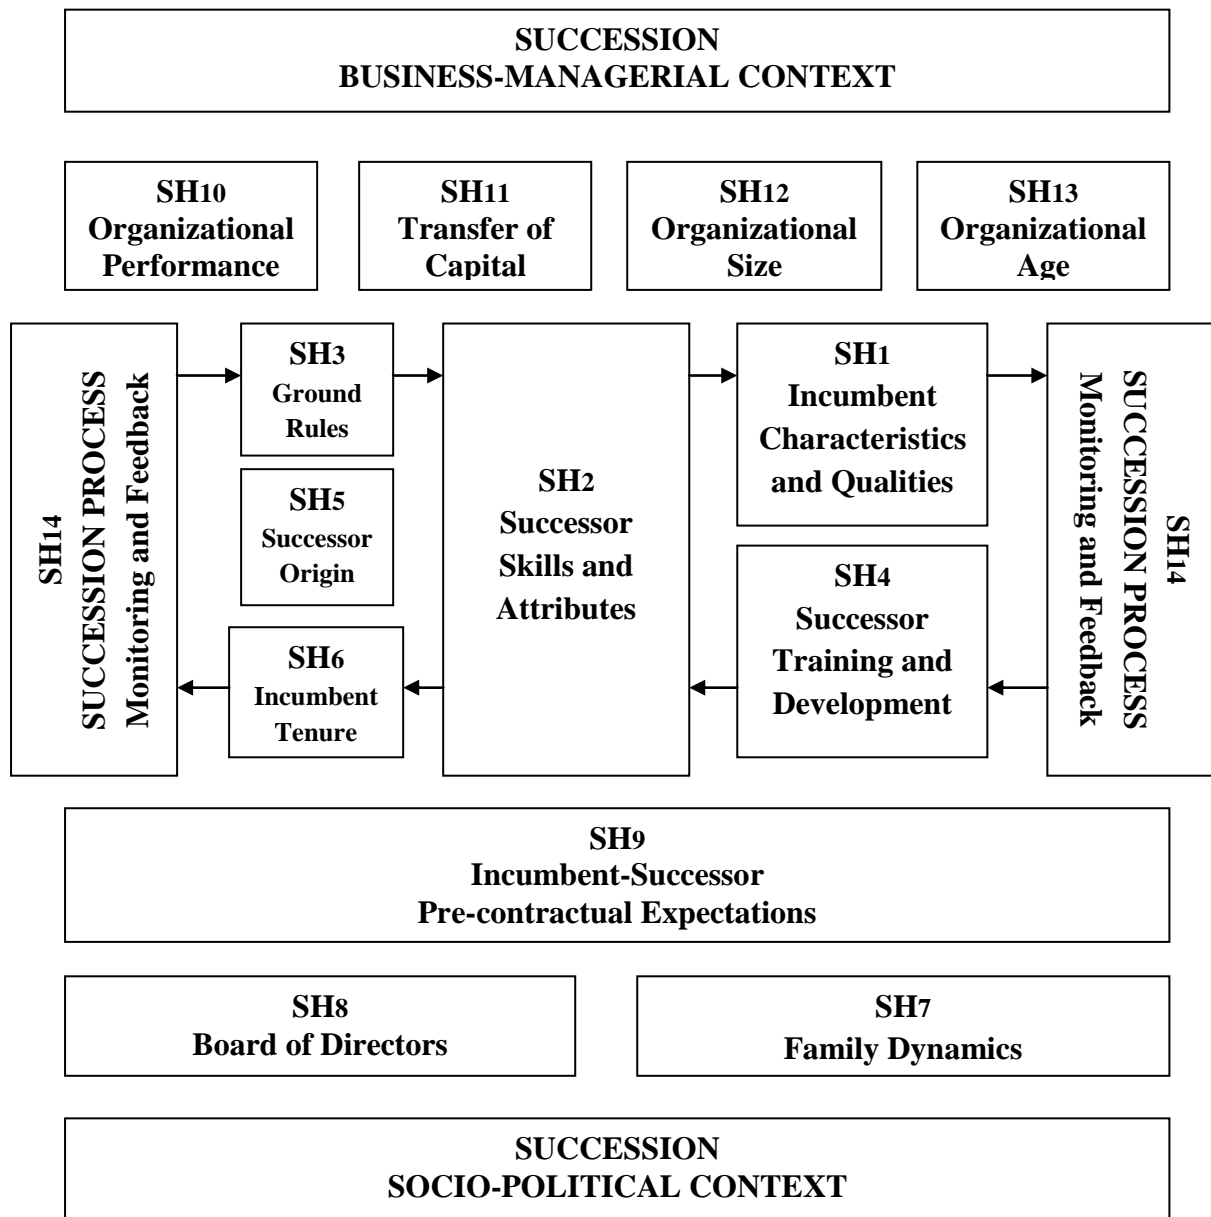 SUCCESSION
BUSINESS-MANAGERIAL CONTEXT
SH10
Organizational
Performance
SH11
Transfer of
Capital
SH12
Organizational
Size
SH13
Organizational
Age
SH14
SUCCESSION PROCESS
Monitoring and Feedback
SH3
Ground
Rules
SH5
Successor
Origin
SH6
Incumbent
Tenure
SH2
Successor
Skills and
Attributes
SH1
Incumbent
Characteristics
and Qualities
SH4
Successor
Training and
Development
SH14
SUCCESSION PROCESS
Monitoring and Feedback
SH9
Incumbent-Successor
Pre-contractual Expectations
SH8
Board of Directors
SH7
Family Dynamics
SUCCESSION
SOCIO-POLITICAL CONTEXT